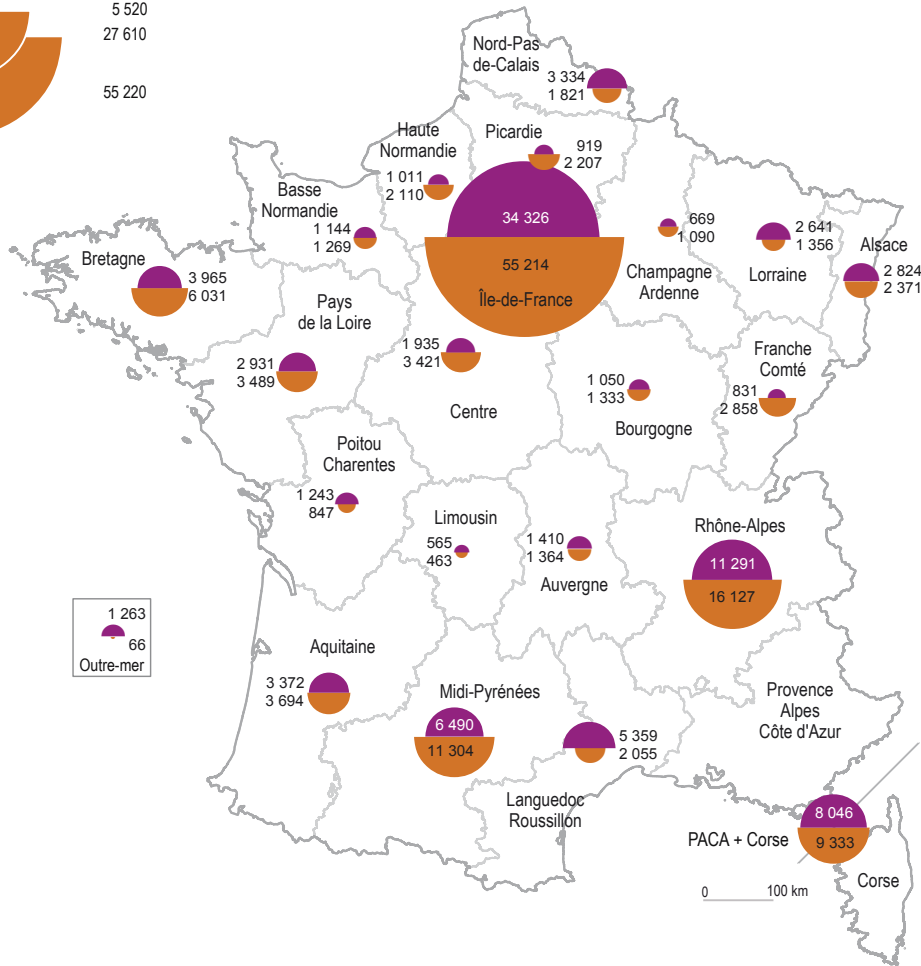 5 520
27 610
55 220
Nord-Pas
de-Calais
3 334
1 821
Haute
Normandie
1 011
2 110
Picardie
919
2 207
Basse
Normandie
1 144
1 269
34 326
55 214
Île-de-France
669
1 090
Champagne
Ardenne
2 641
1 356
Lorraine
Alsace
2 824
2 371
Bretagne
3 965
6 031
Pays
de la Loire
2 931
3 489
1 935
3 421
Centre
1 050
1 333
Bourgogne
Franche
Comté
831
2 858
Poitou
Charentes
1 243
847
Limousin
565
463
1 410
1 364
Auvergne
Rhône-Alpes
11 291
16 127
1 263
66
Outre-mer
Aquitaine
3 372
3 694
Midi-Pyrénées
6 490
11 304
5 359
2 055
Languedoc
Roussillon
Provence
Alpes
Côte d'Azur
PACA + Corse
8 046
9 333
Corse
0 100 km